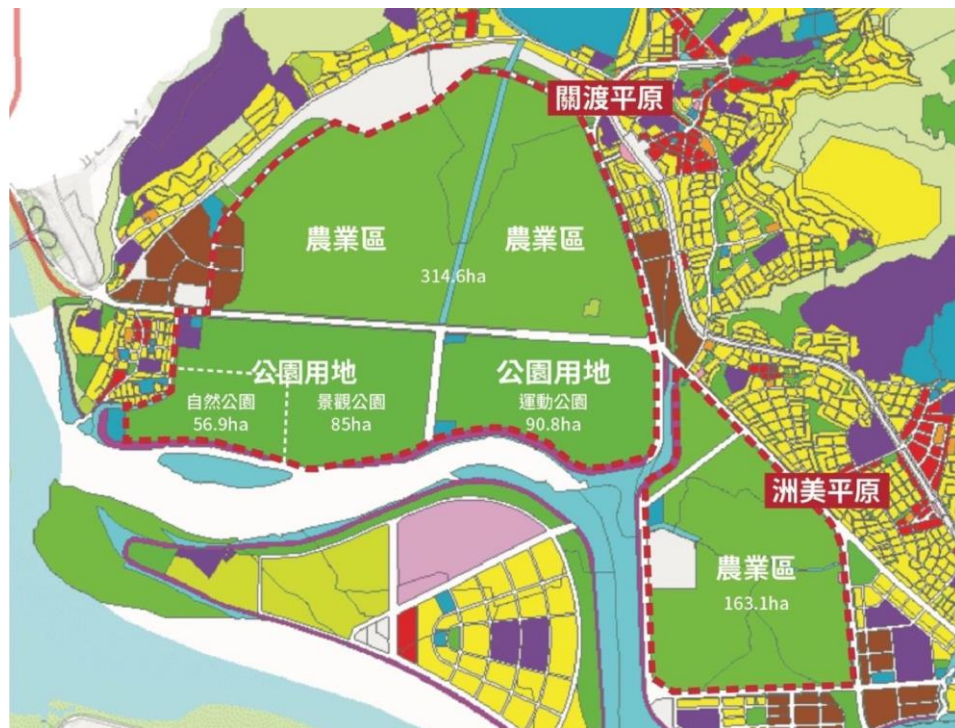 關渡平原
農業區
農業區
314.6ha
公園用地
公園用地
自然公園
景觀公園
運動公園
56.9ha
85ha
90.8ha
洲美平原
農業區
163.1ha